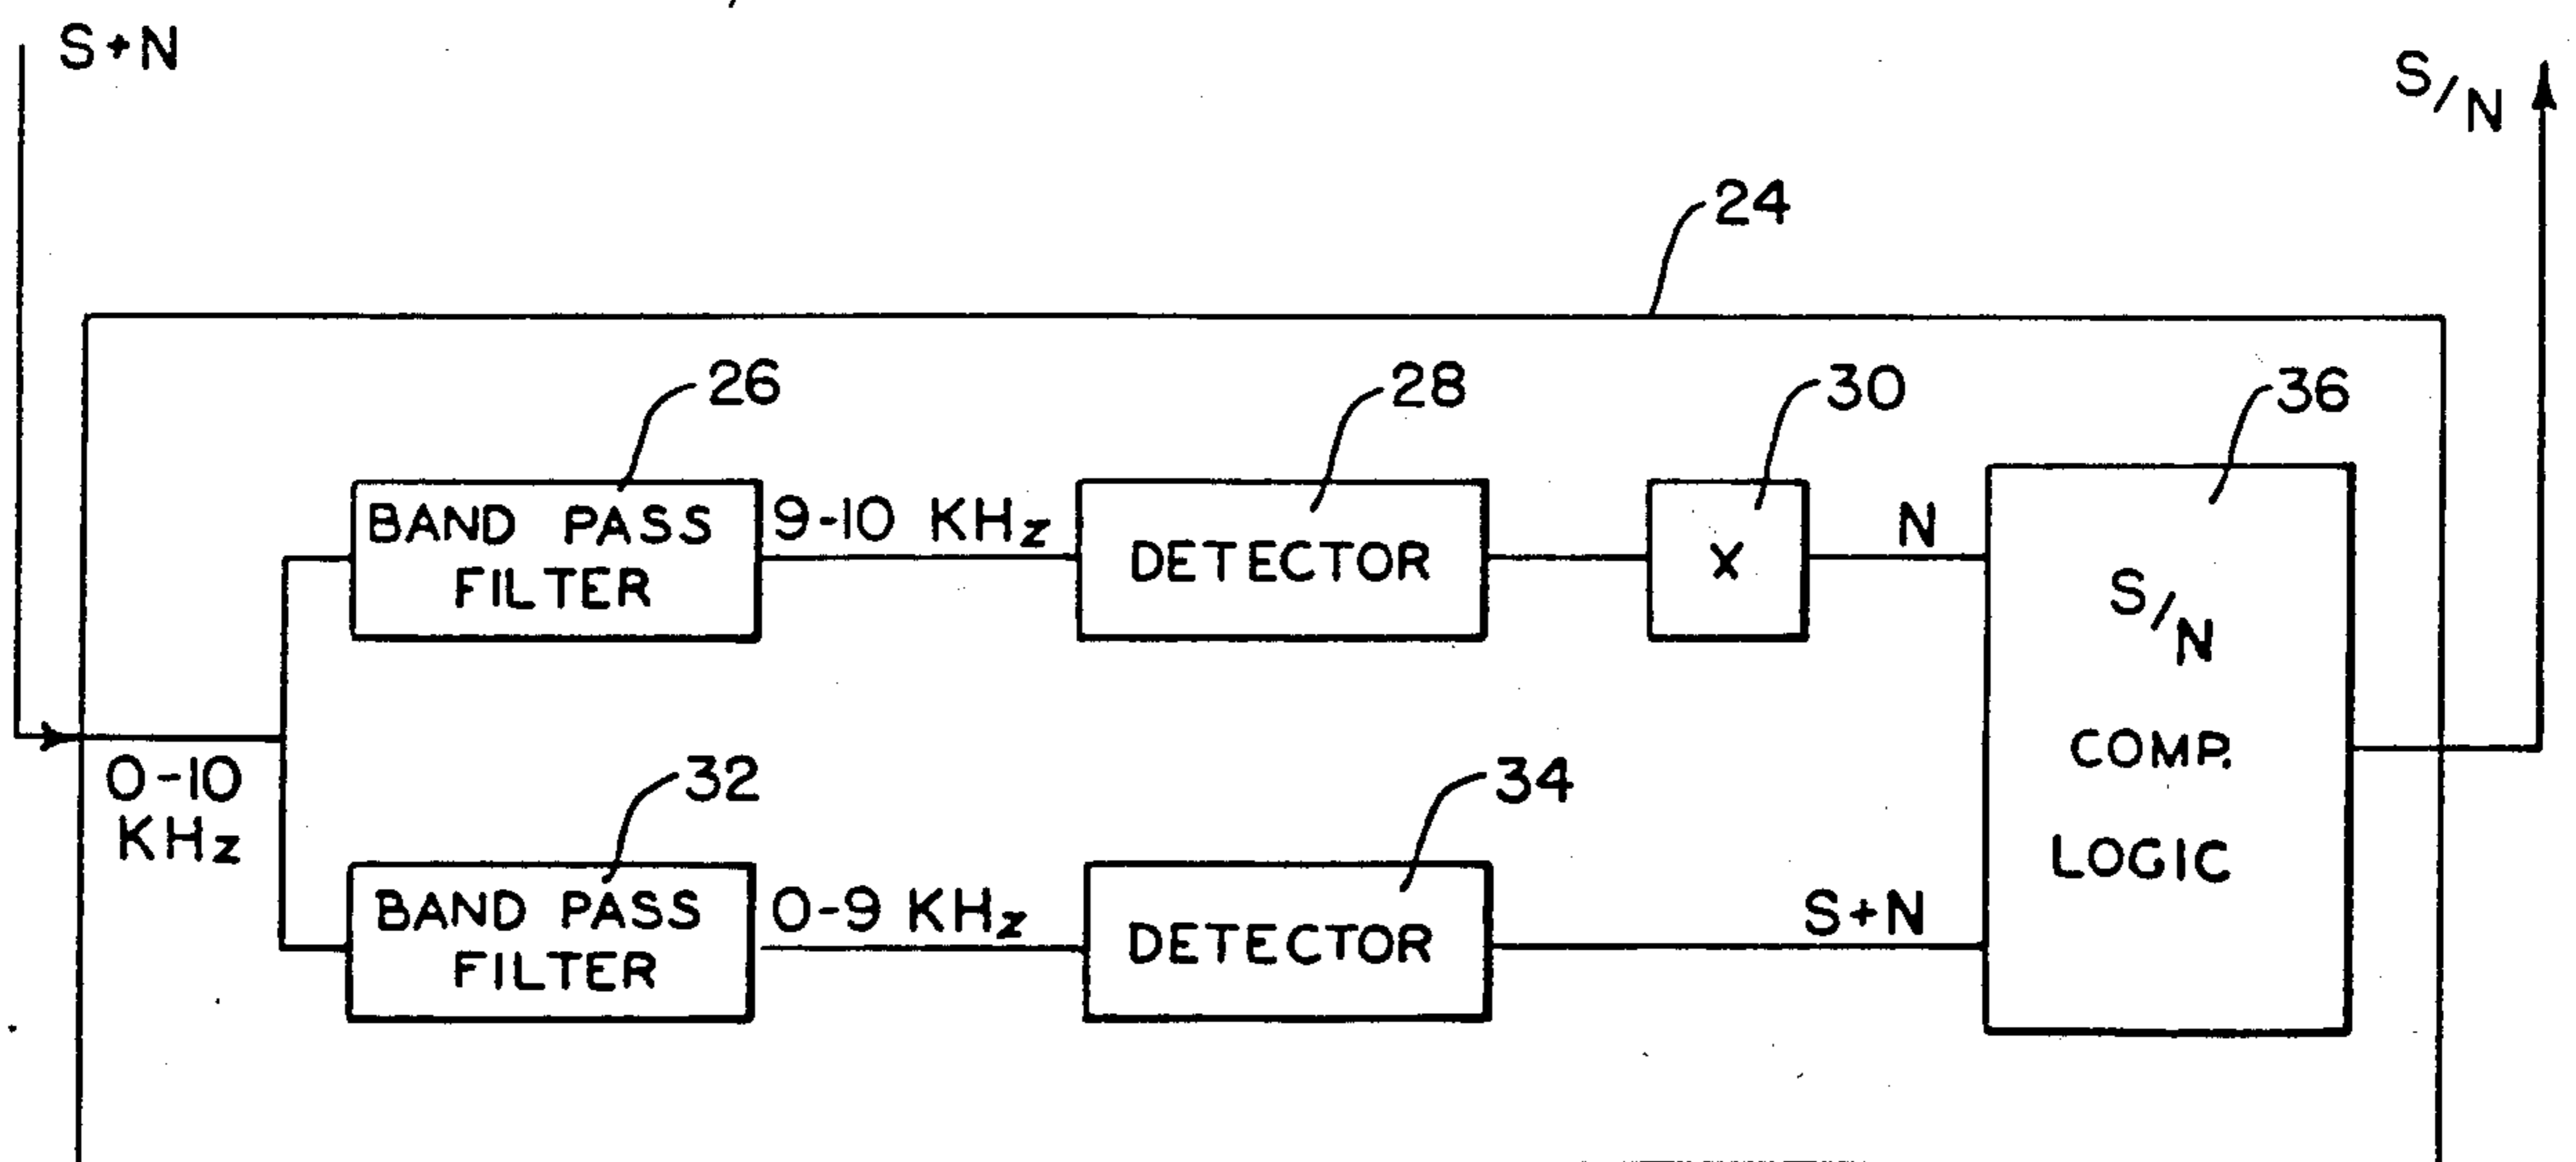 S+N
S/N
24
26
28
30
36
BAND PASS
FILTER
9-10 KHz
DETECTOR
X
N
S/N
COMP.
LOGIC
0-10
KHz
32
34
BAND PASS
FILTER
0-9 KHz
DETECTOR
S+N